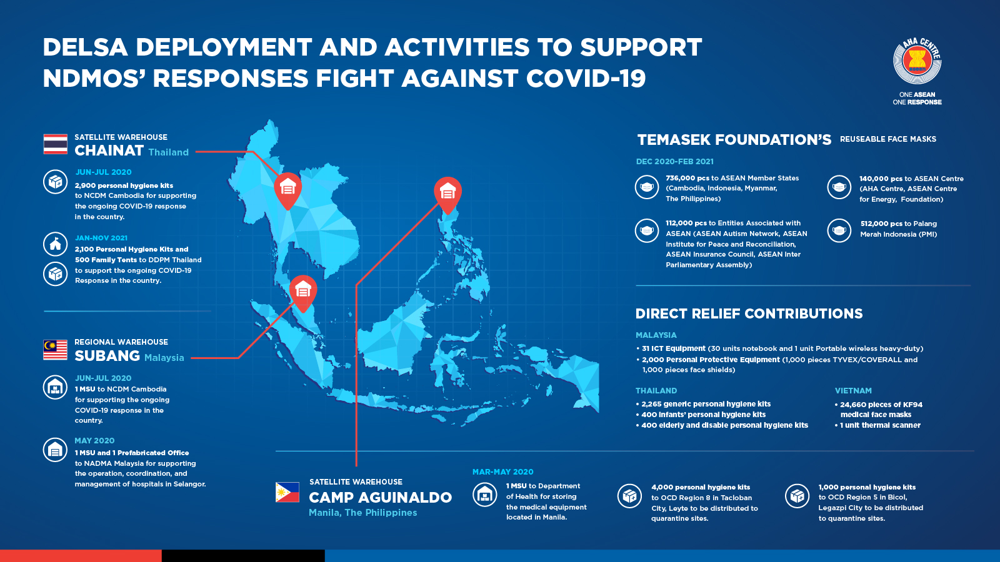 DELSA DEPLOYMENT AND ACTIVITIES TO SUPPORT
NDMOS’ RESPONSES FIGHT AGAINST COVID-19
AHA CENTRE
ONE ASEAN
ONE RESPONSE
SATELLITE WAREHOUSE
CHAINAT Thailand
JUN-JUL 2020
2,900 personal hygiene kits
to NCDM Cambodia for supporting
the ongoing COVID-19 response
in the country.
JAN-NOV 2021
2,100 Personal Hygiene Kits and
500 Family Tents to DDPM Thailand
to support the ongoing COVID-19
Response in the country.
REGIONAL WAREHOUSE
SUBANG Malaysia
JUN-JUL 2020
1 MSU to NCDM Cambodia
for supporting the ongoing
COVID-19 response in the
country.
MAY 2020
1 MSU and 1 Prefabricated Office
to NADMA Malaysia for supporting
the operation, coordination, and
management of hospitals in Selangor.
TEMASEK FOUNDATION’S REUSEABLE FACE MASKS
DEC 2020-FEB 2021
736,000 pcs to ASEAN Member States
(Cambodia, Indonesia, Myanmar,
The Philippines)
140,000 pcs to ASEAN Centre
(AHA Centre, ASEAN Centre
for Energy, Foundation)
112,000 pcs to Entities Associated with
ASEAN (ASEAN Autism Network, ASEAN
Institute for Peace and Reconciliation,
ASEAN Insurance Council, ASEAN Inter
Parliamentary Assembly)
512,000 pcs to Palang
Merah Indonesia (PMI)
DIRECT RELIEF CONTRIBUTIONS
MALAYSIA
• 31 ICT Equipment (30 units notebook and 1 unit Portable wireless heavy-duty)
• 2,000 Personal Protective Equipment (1,000 pieces TYVEX/COVERALL and
1,000 pieces face shields)
THAILAND
• 2,265 generic personal hygiene kits
• 400 infants’ personal hygiene kits
• 400 elderly and disable personal hygiene kits
VIETNAM
• 24,660 pieces of KF94
medical face masks
• 1 unit thermal scanner
SATELLITE WAREHOUSE
CAMP AGUINALDO
Manila, The Philippines
MAR-MAY 2020
1 MSU to Department
of Health for storing
the medical equipment
located in Manila.
4,000 personal hygiene kits
to OCD Region 8 in Tacloban
City, Leyte to be distributed to
quarantine sites.
1,000 personal hygiene kits
to OCD Region 5 in Bicol,
Legazpi City to be distributed
to quarantine sites.